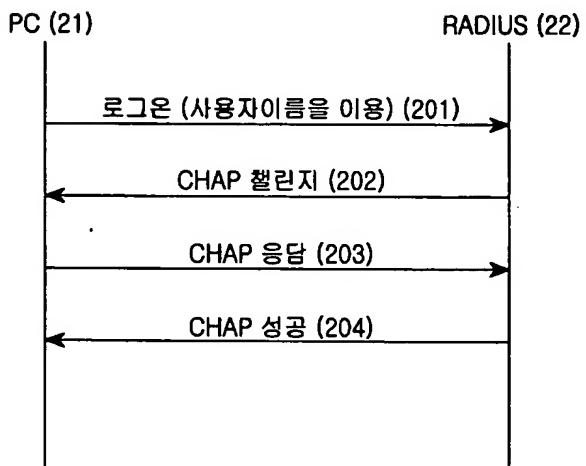 PC (21)
RADIUS (22)
로그온 (사용자이름을 이용) (201)
CHAP 챌린지 (202)
CHAP 응답 (203)
CHAP 성공 (204)